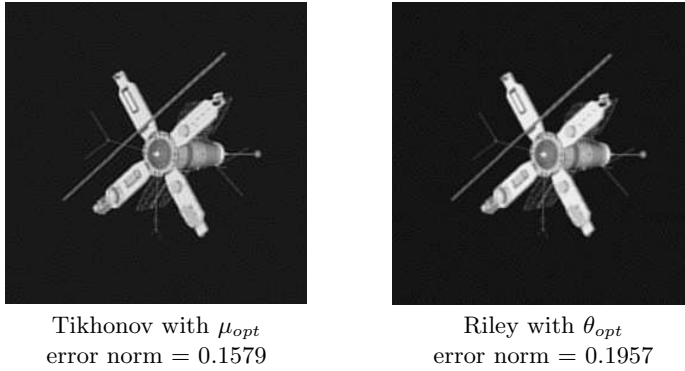 Tikhonov with μ_opt
error norm = 0.1579
Riley with θ_opt
error norm = 0.1957